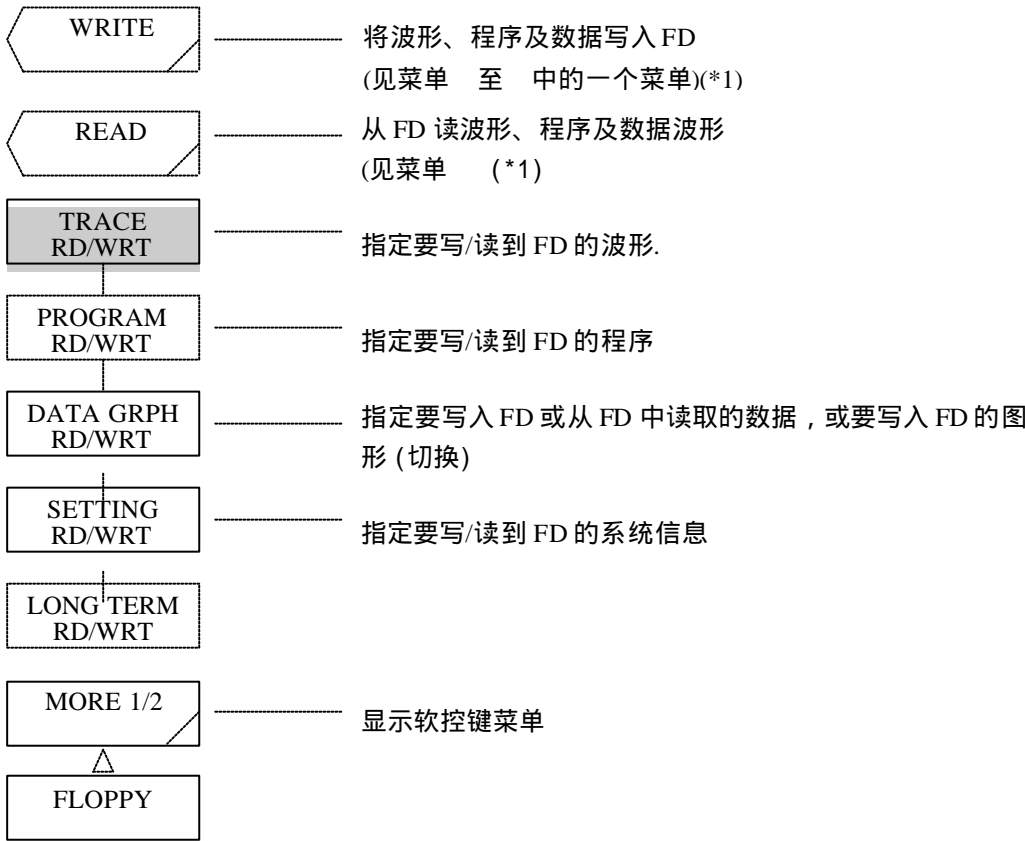 WRITE
将波形、程序及数据写入 FD
(见菜单 至 中的一个菜单)(*1)
READ
从 FD 读波形、程序及数据波形
(见菜单 (*1)
TRACE
RD/WRT
指定要写/读到 FD 的波形.
PROGRAM
RD/WRT
指定要写/读到 FD 的程序
DATA GRPH
RD/WRT
指定要写入 FD 或从 FD 中读取的数据，或要写入 FD 的图
形 (切换)
SETTING
RD/WRT
指定要写/读到 FD 的系统信息
LONG TERM
RD/WRT
MORE 1/2
显示软控键菜单
FLOPPY